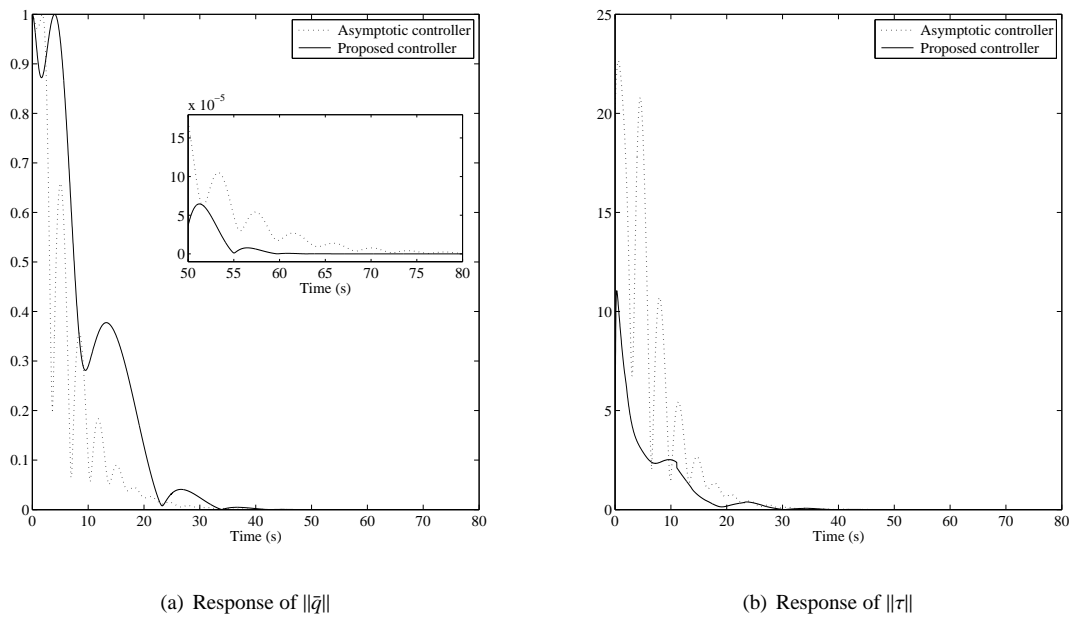 1
0.9
0.8
0.7
0.6
0.5
0.4
0.3
0.2
0.1
0
0 10 20 30 40 50 60 70 80
Time (s)
Asymptotic controller
Proposed controller
x 10^−5
15
10
5
0
50 55 60 65 70 75 80
Time (s)
(a) Response of ||q̄||
25
20
15
10
5
0
0 10 20 30 40 50 60 70 80
Time (s)
Asymptotic controller
Proposed controller
(b) Response of ||τ||